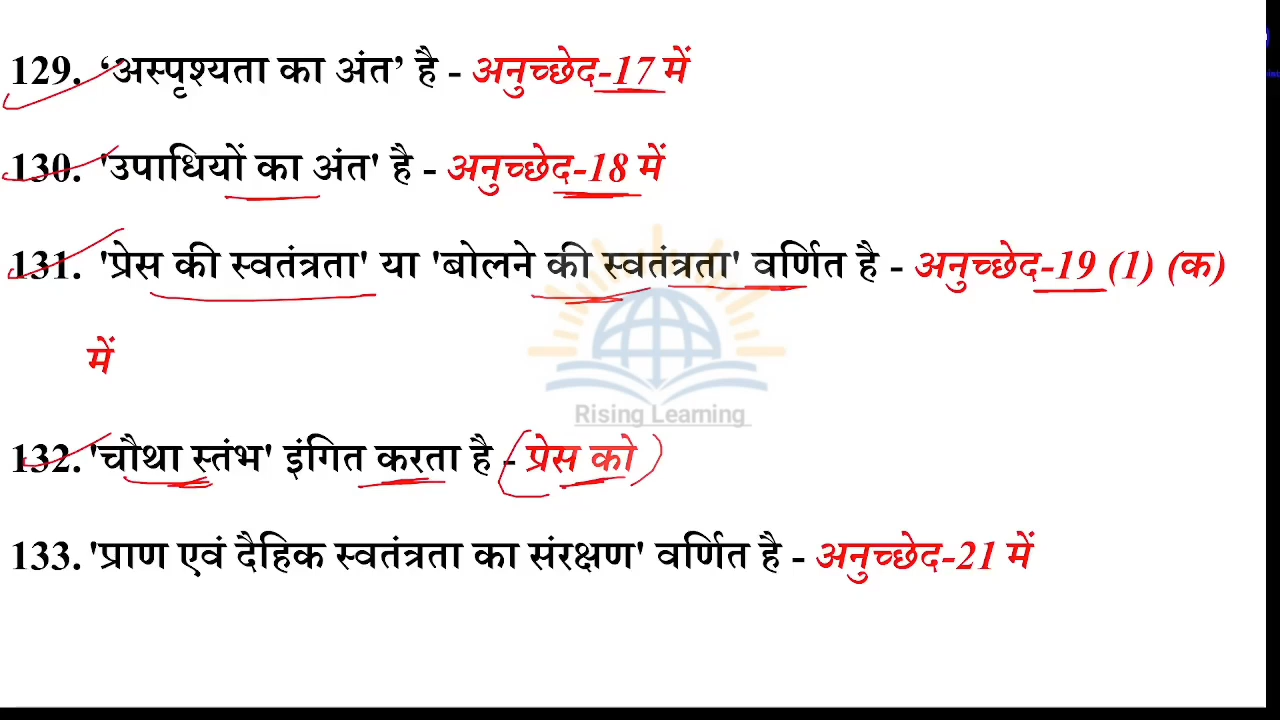 129. ‘अस्पृश्यता का अंत’ है - अनुच्छेद-17 में
130. 'उपाधियों का अंत' है - अनुच्छेद-18 में
131. 'प्रेस की स्वतंत्रता' या 'बोलने की स्वतंत्रता' वर्णित है - अनुच्छेद-19 (1) (क)
में
Rising Learning
132. 'चौथा स्तंभ' इंगित करता है - प्रेस को
133. 'प्राण एवं दैहिक स्वतंत्रता का संरक्षण' वर्णित है - अनुच्छेद-21 में